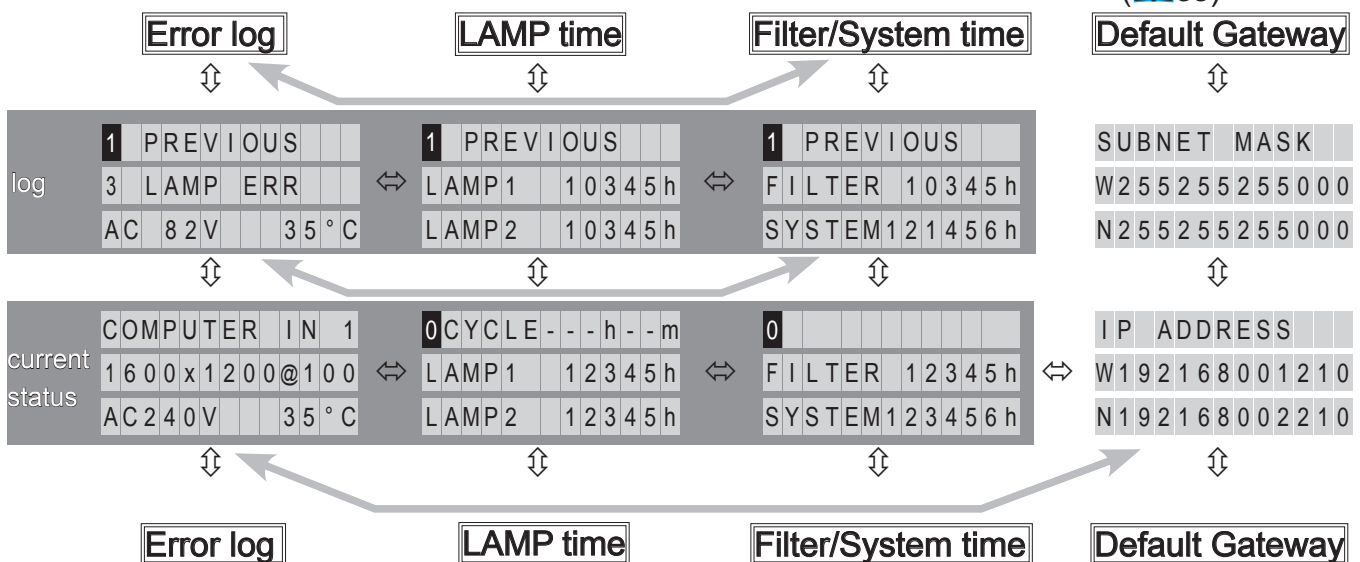 Error log LAMP time Filter/System time Default Gateway
log
1 PREVIOUS
3 LAMP ERR
AC 82V 35°C
1 PREVIOUS
LAMP1 10345h
LAMP2 10345h
1 PREVIOUS
FILTER 10345h
SYSTEM121456h
SUBNET MASK
W255255255000
N255255255000
current
status
COMPUTER IN 1
1600x1200@100
AC240V 35°C
0CYCLE---h--m
LAMP1 12345h
LAMP2 12345h
0
FILTER 12345h
SYSTEM123456h
IP ADDRESS
W192168001210
N192168002210
Error log LAMP time Filter/System time Default Gateway